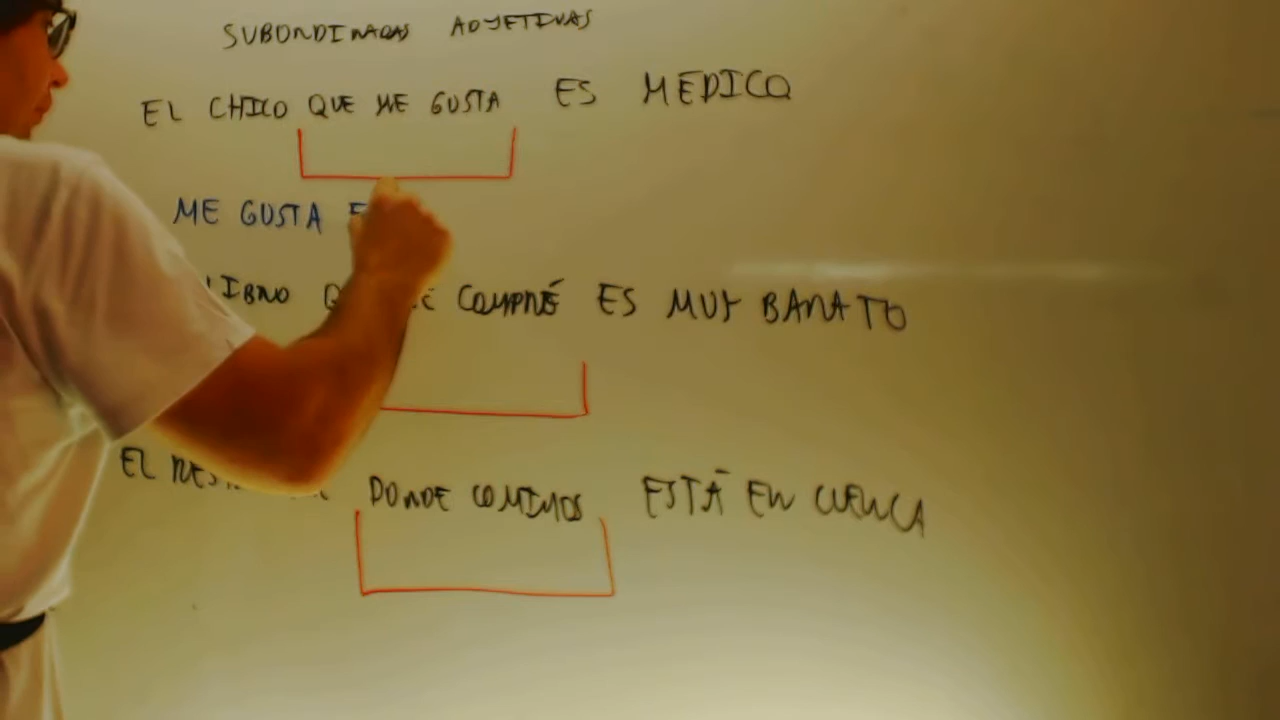 SUBORDINADAS ADJETIVAS
EL CHICO QUE ME GUSTA ES MEDICO
ME GUSTA
LIBRO COMPRÉ ES MUY BARATO
EL DONDE COMIMOS ESTÁ EN CUENCA